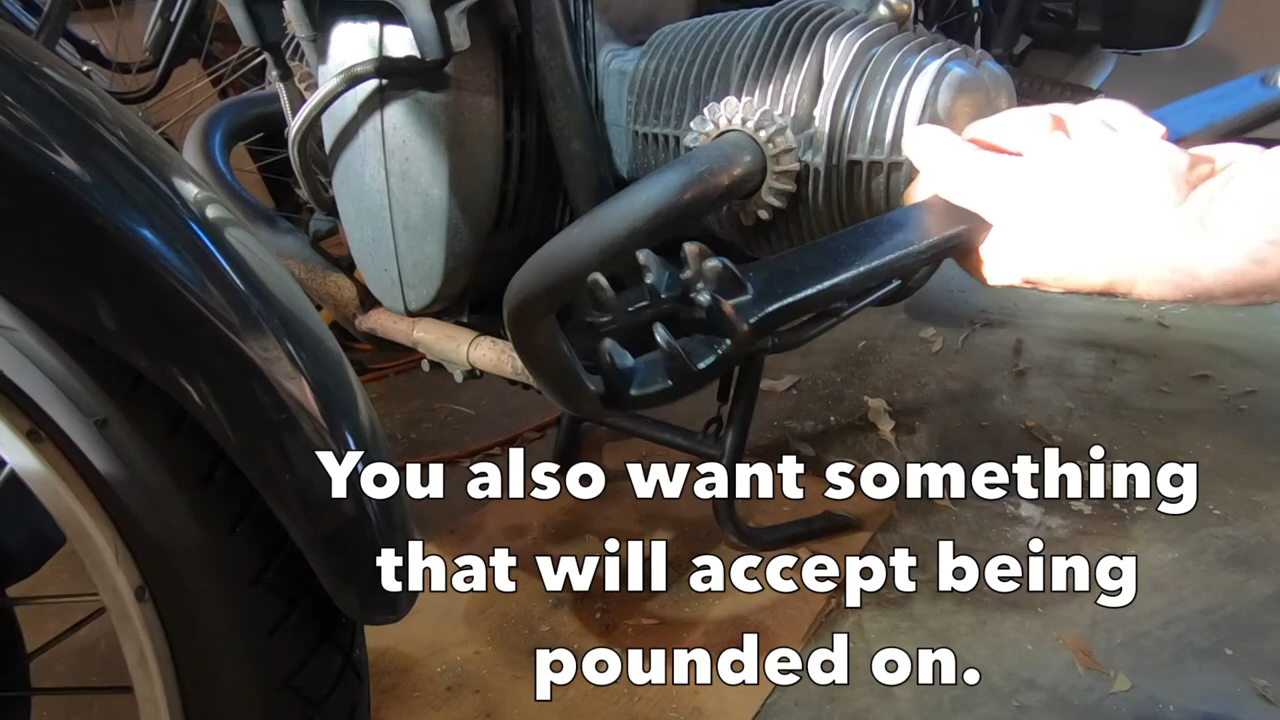 You also want something
that will accept being
pounded on.